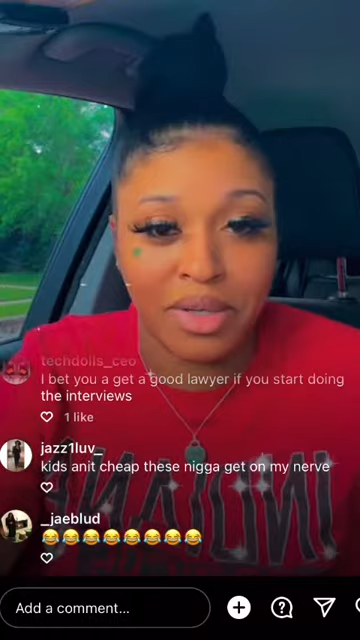 techdolls_ceo
I bet you a get a good lawyer if you start doing
the interviews
1 like
jazz1luv_
kids anit cheap these nigga get on my nerve
_jaeblud
😂😂😂😂😂😂😂😂
Add a comment...